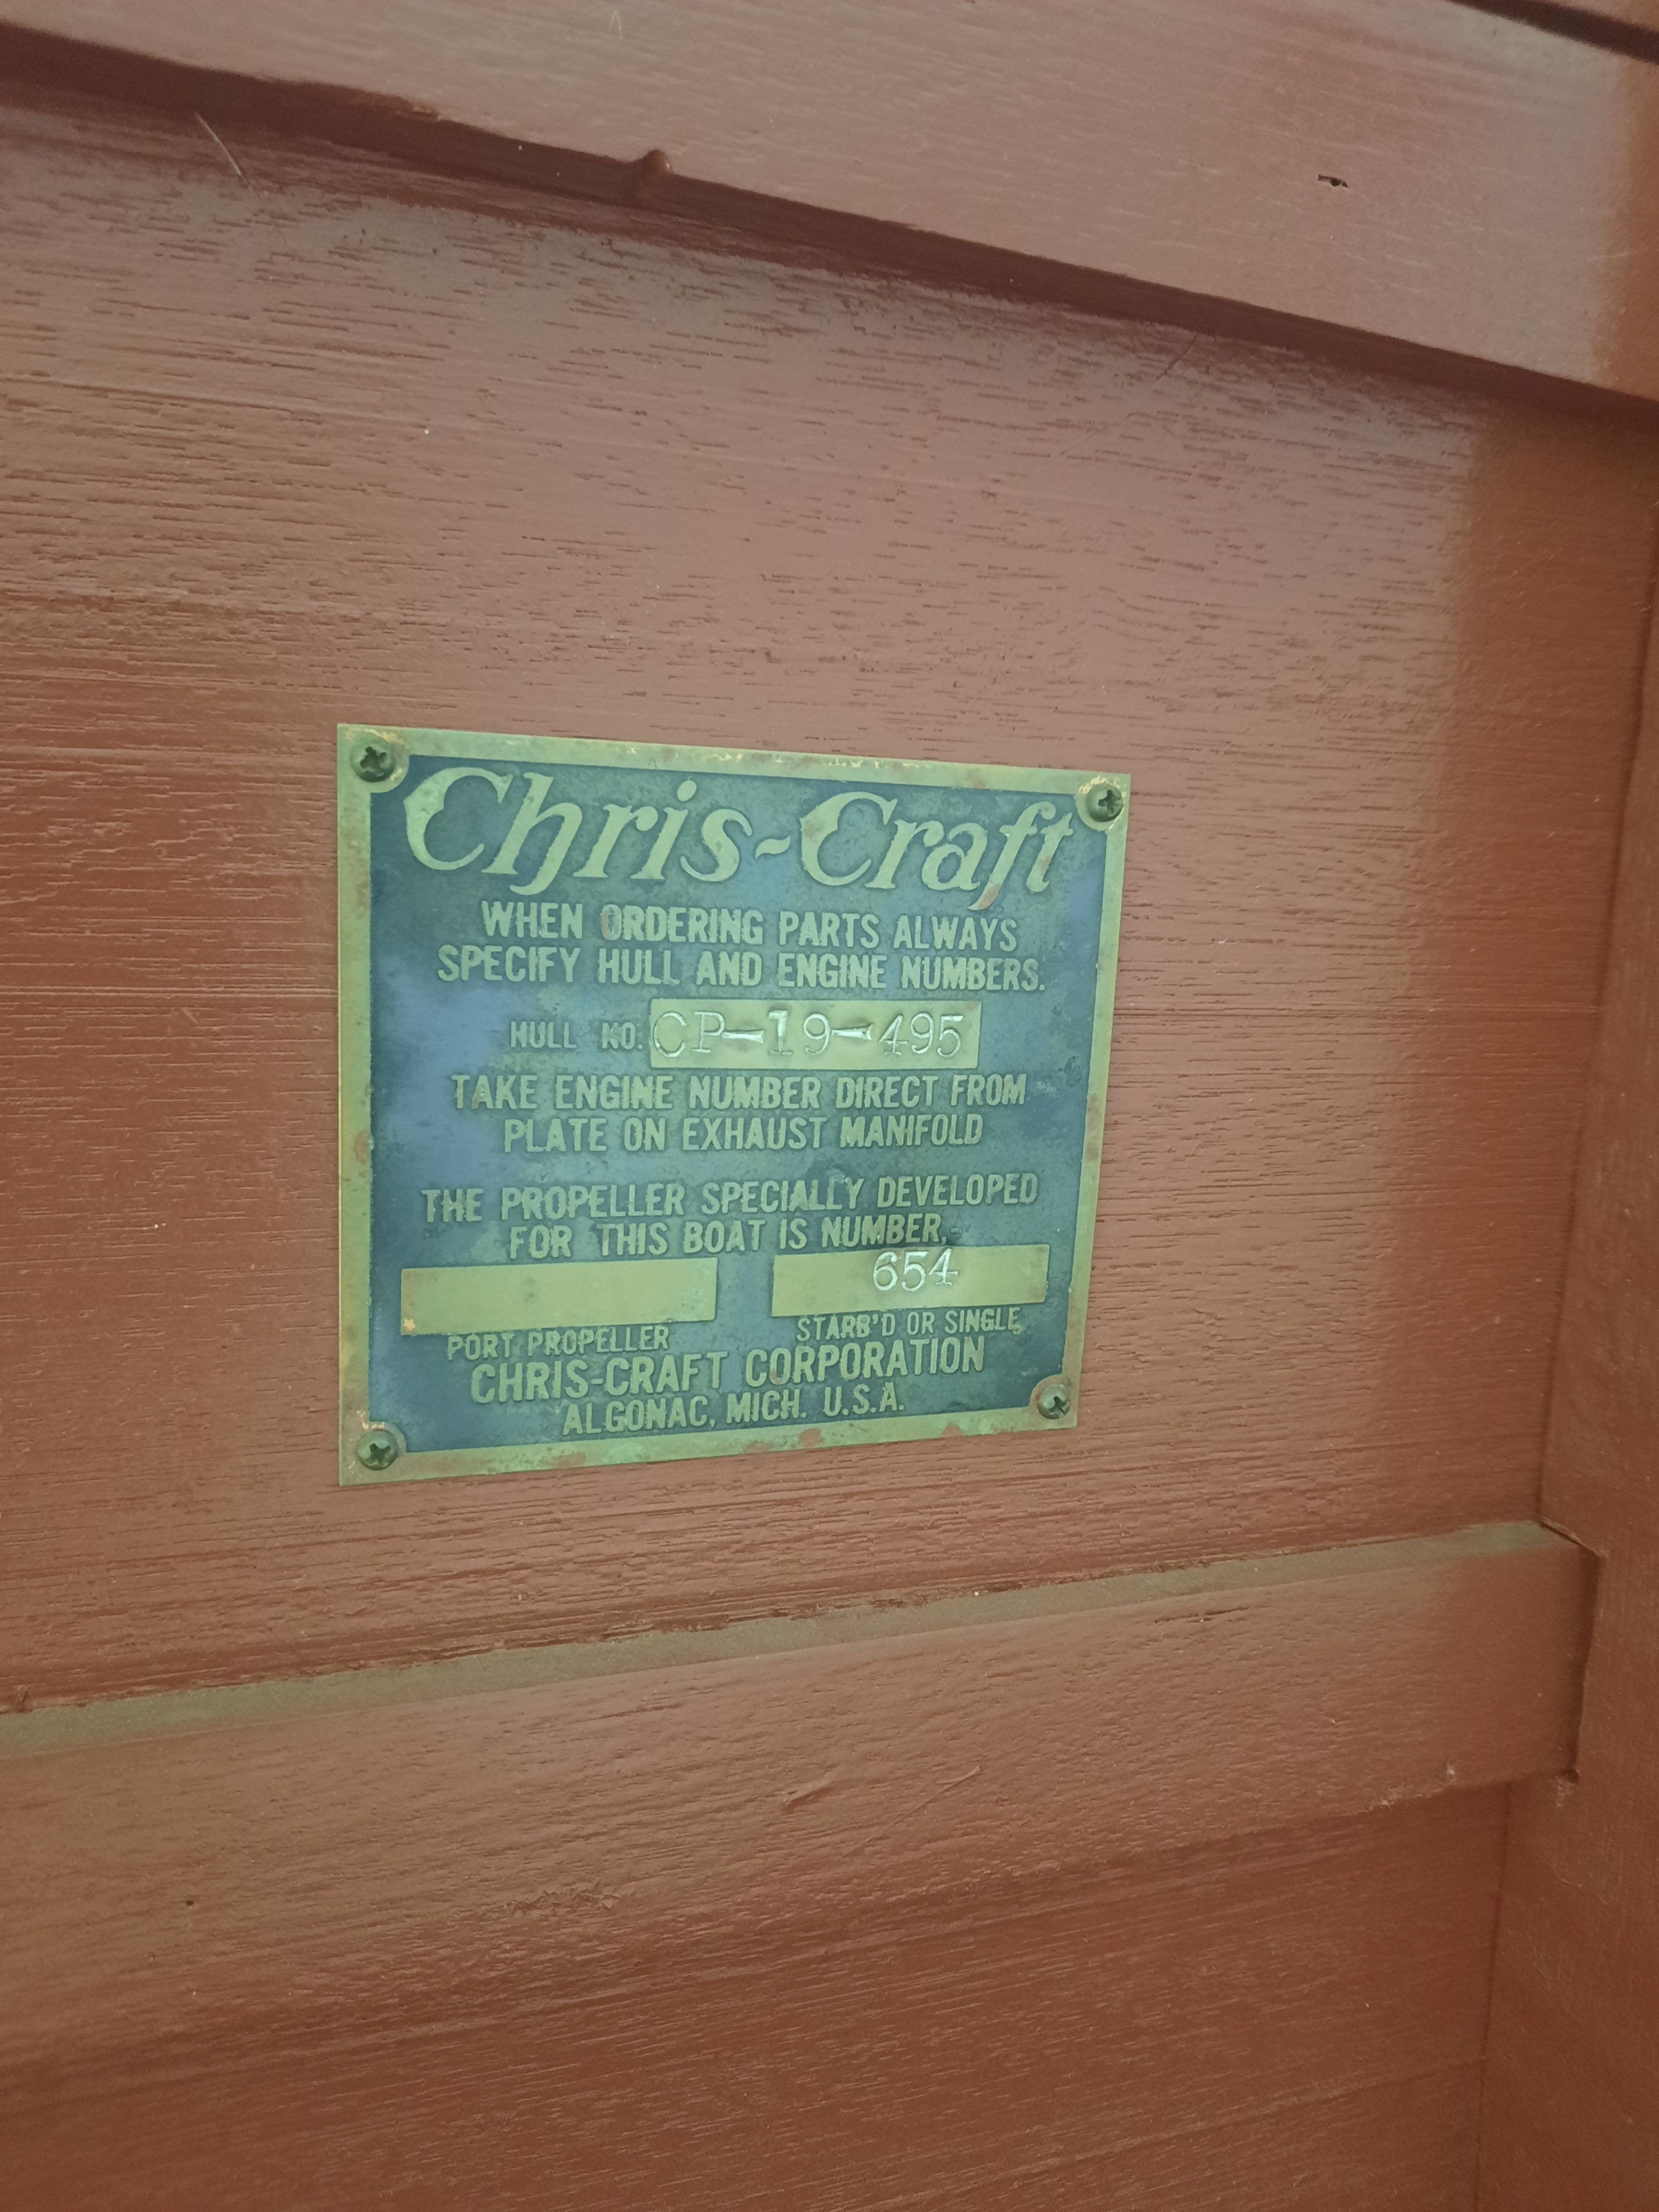 Chris-Craft
WHEN ORDERING PARTS ALWAYS
SPECIFY HULL AND ENGINE NUMBERS.
HULL NO. CP-19-495
TAKE ENGINE NUMBER DIRECT FROM
PLATE ON EXHAUST MANIFOLD
THE PROPELLER SPECIALLY DEVELOPED
FOR THIS BOAT IS NUMBER,-
654
PORT PROPELLER STARB'D OR SINGLE
CHRIS-CRAFT CORPORATION
ALGONAC, MICH. U.S.A.